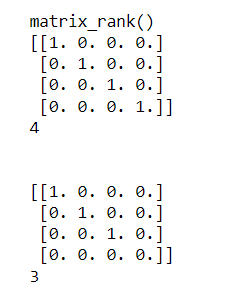 matrix_rank()
[[1. 0. 0. 0.]
 [0. 1. 0. 0.]
 [0. 0. 1. 0.]
 [0. 0. 0. 1.]]
4
[[1. 0. 0. 0.]
 [0. 1. 0. 0.]
 [0. 0. 1. 0.]
 [0. 0. 0. 0.]]
3